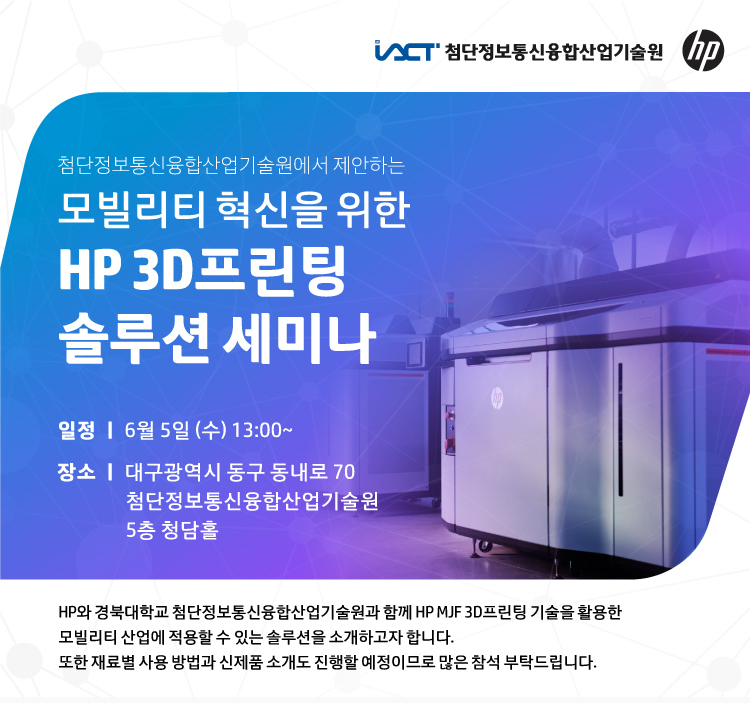 iACT 첨단정보통신융합산업기술원 hp
첨단정보통신융합산업기술원에서 제안하는
모빌리티 혁신을 위한
HP 3D프린팅
솔루션 세미나
hp
일정 | 6월 5일 (수) 13:00~
장소 | 대구광역시 동구 동내로 70
첨단정보통신융합산업기술원
5층 청담홀
HP와 경북대학교 첨단정보통신융합산업기술원과 함께 HP MJF 3D프린팅 기술을 활용한
모빌리티 산업에 적용할 수 있는 솔루션을 소개하고자 합니다.
또한 재료별 사용 방법과 신제품 소개도 진행할 예정이므로 많은 참석 부탁드립니다.